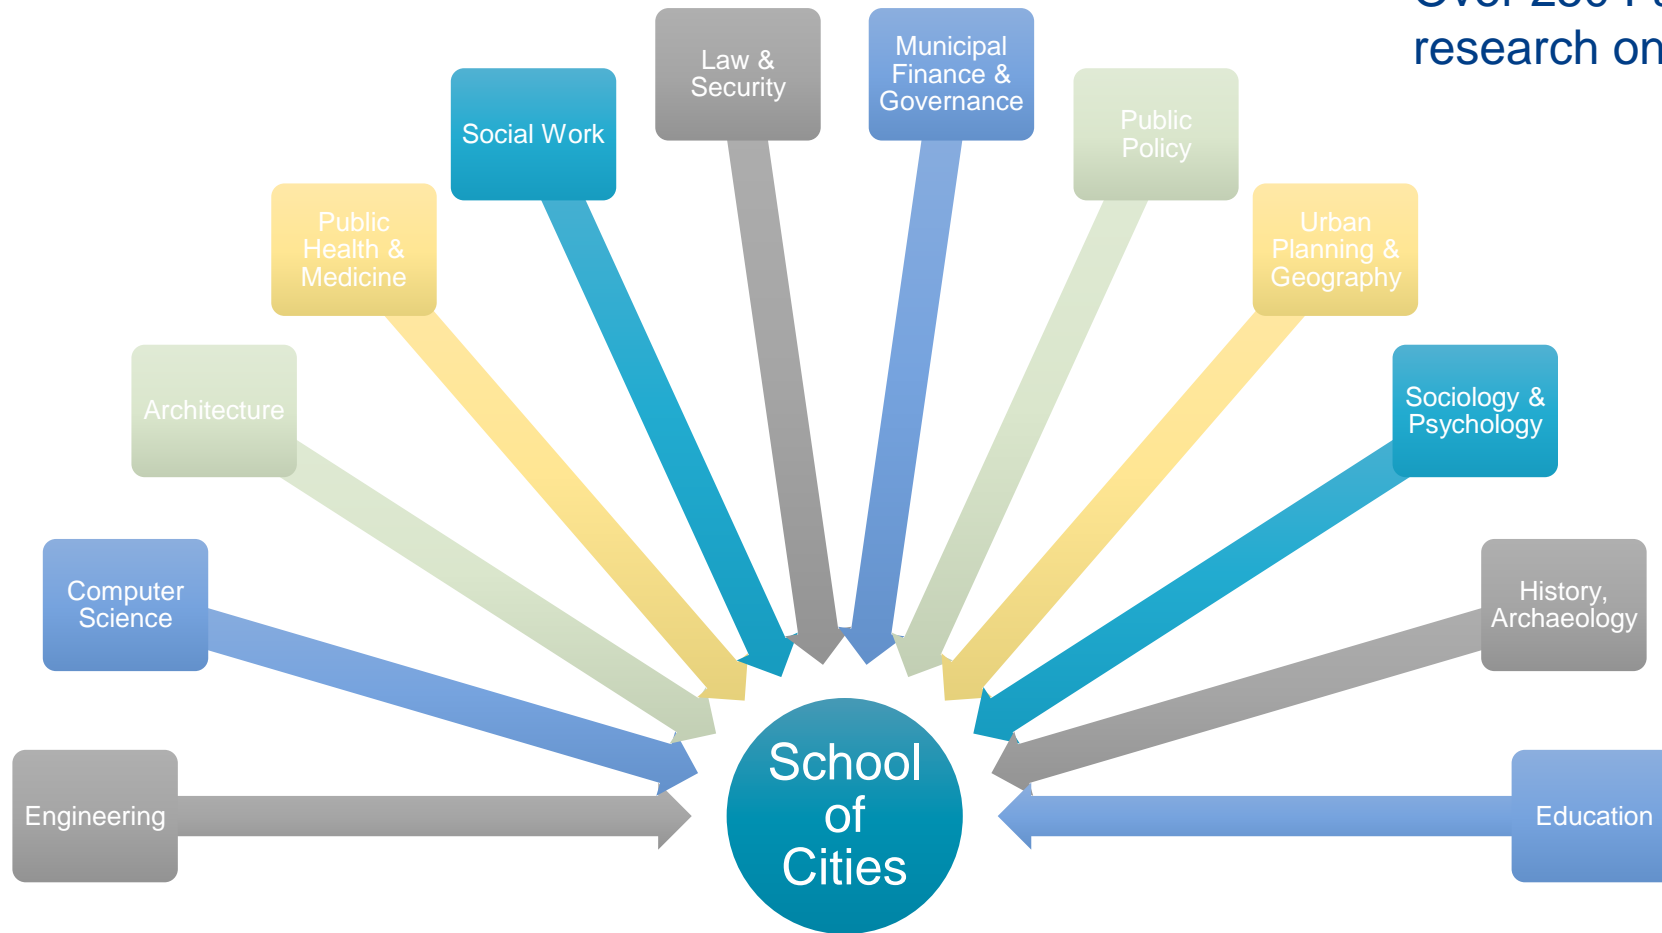 research on
Law &
Security
Municipal
Finance &
Governance
Social Work
Public
Policy
Public
Health &
Medicine
Urban
Planning &
Geography
Architecture
Sociology &
Psychology
Computer
Science
History,
Archaeology
Engineering
Education
School
of
Cities